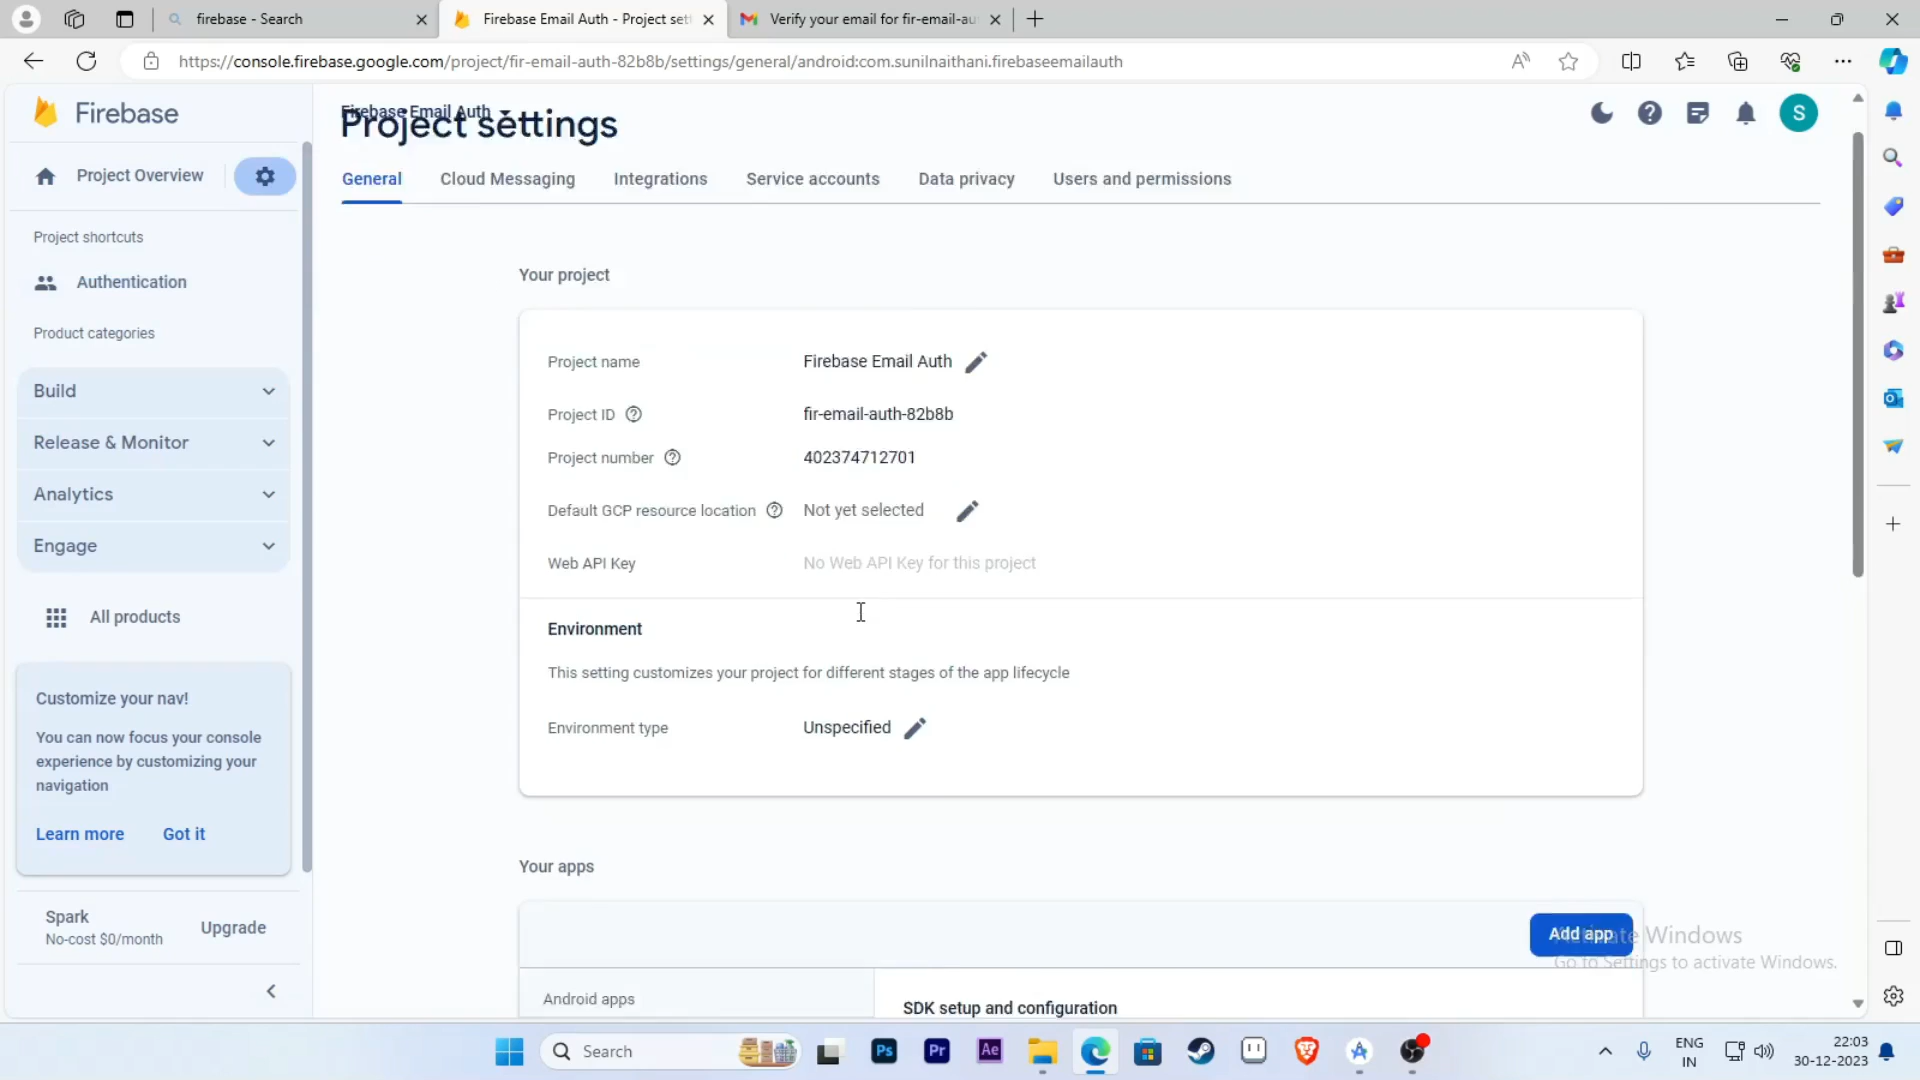 firebase - Search
Firebase Email Auth - Project set
Verify your email for fir-email-au
https://console.firebase.google.com/project/fir-email-auth-82b8b/settings/general/android:com.sunilnaithani.firebaseemailauth
Firebase
Firebase Email Auth
Project settings
S
Project Overview
General
Cloud Messaging
Integrations
Service accounts
Data privacy
Users and permissions
Project shortcuts
Authentication
Product categories
Build
Release & Monitor
Analytics
Engage
All products
Customize your nav!
You can now focus your console
experience by customizing your
navigation
Learn more
Got it
Spark
No-cost $0/month
Upgrade
Your project
Project name
Firebase Email Auth
Project ID
fir-email-auth-82b8b
Project number
402374712701
Default GCP resource location
Not yet selected
Web API Key
No Web API Key for this project
Environment
This setting customizes your project for different stages of the app lifecycle
Environment type
Unspecified
Your apps
Add app
Activate Windows
Go to Settings to activate Windows.
Android apps
SDK setup and configuration
Search
Ps
Pr
Ae
ENG
IN
22:03
30-12-2023